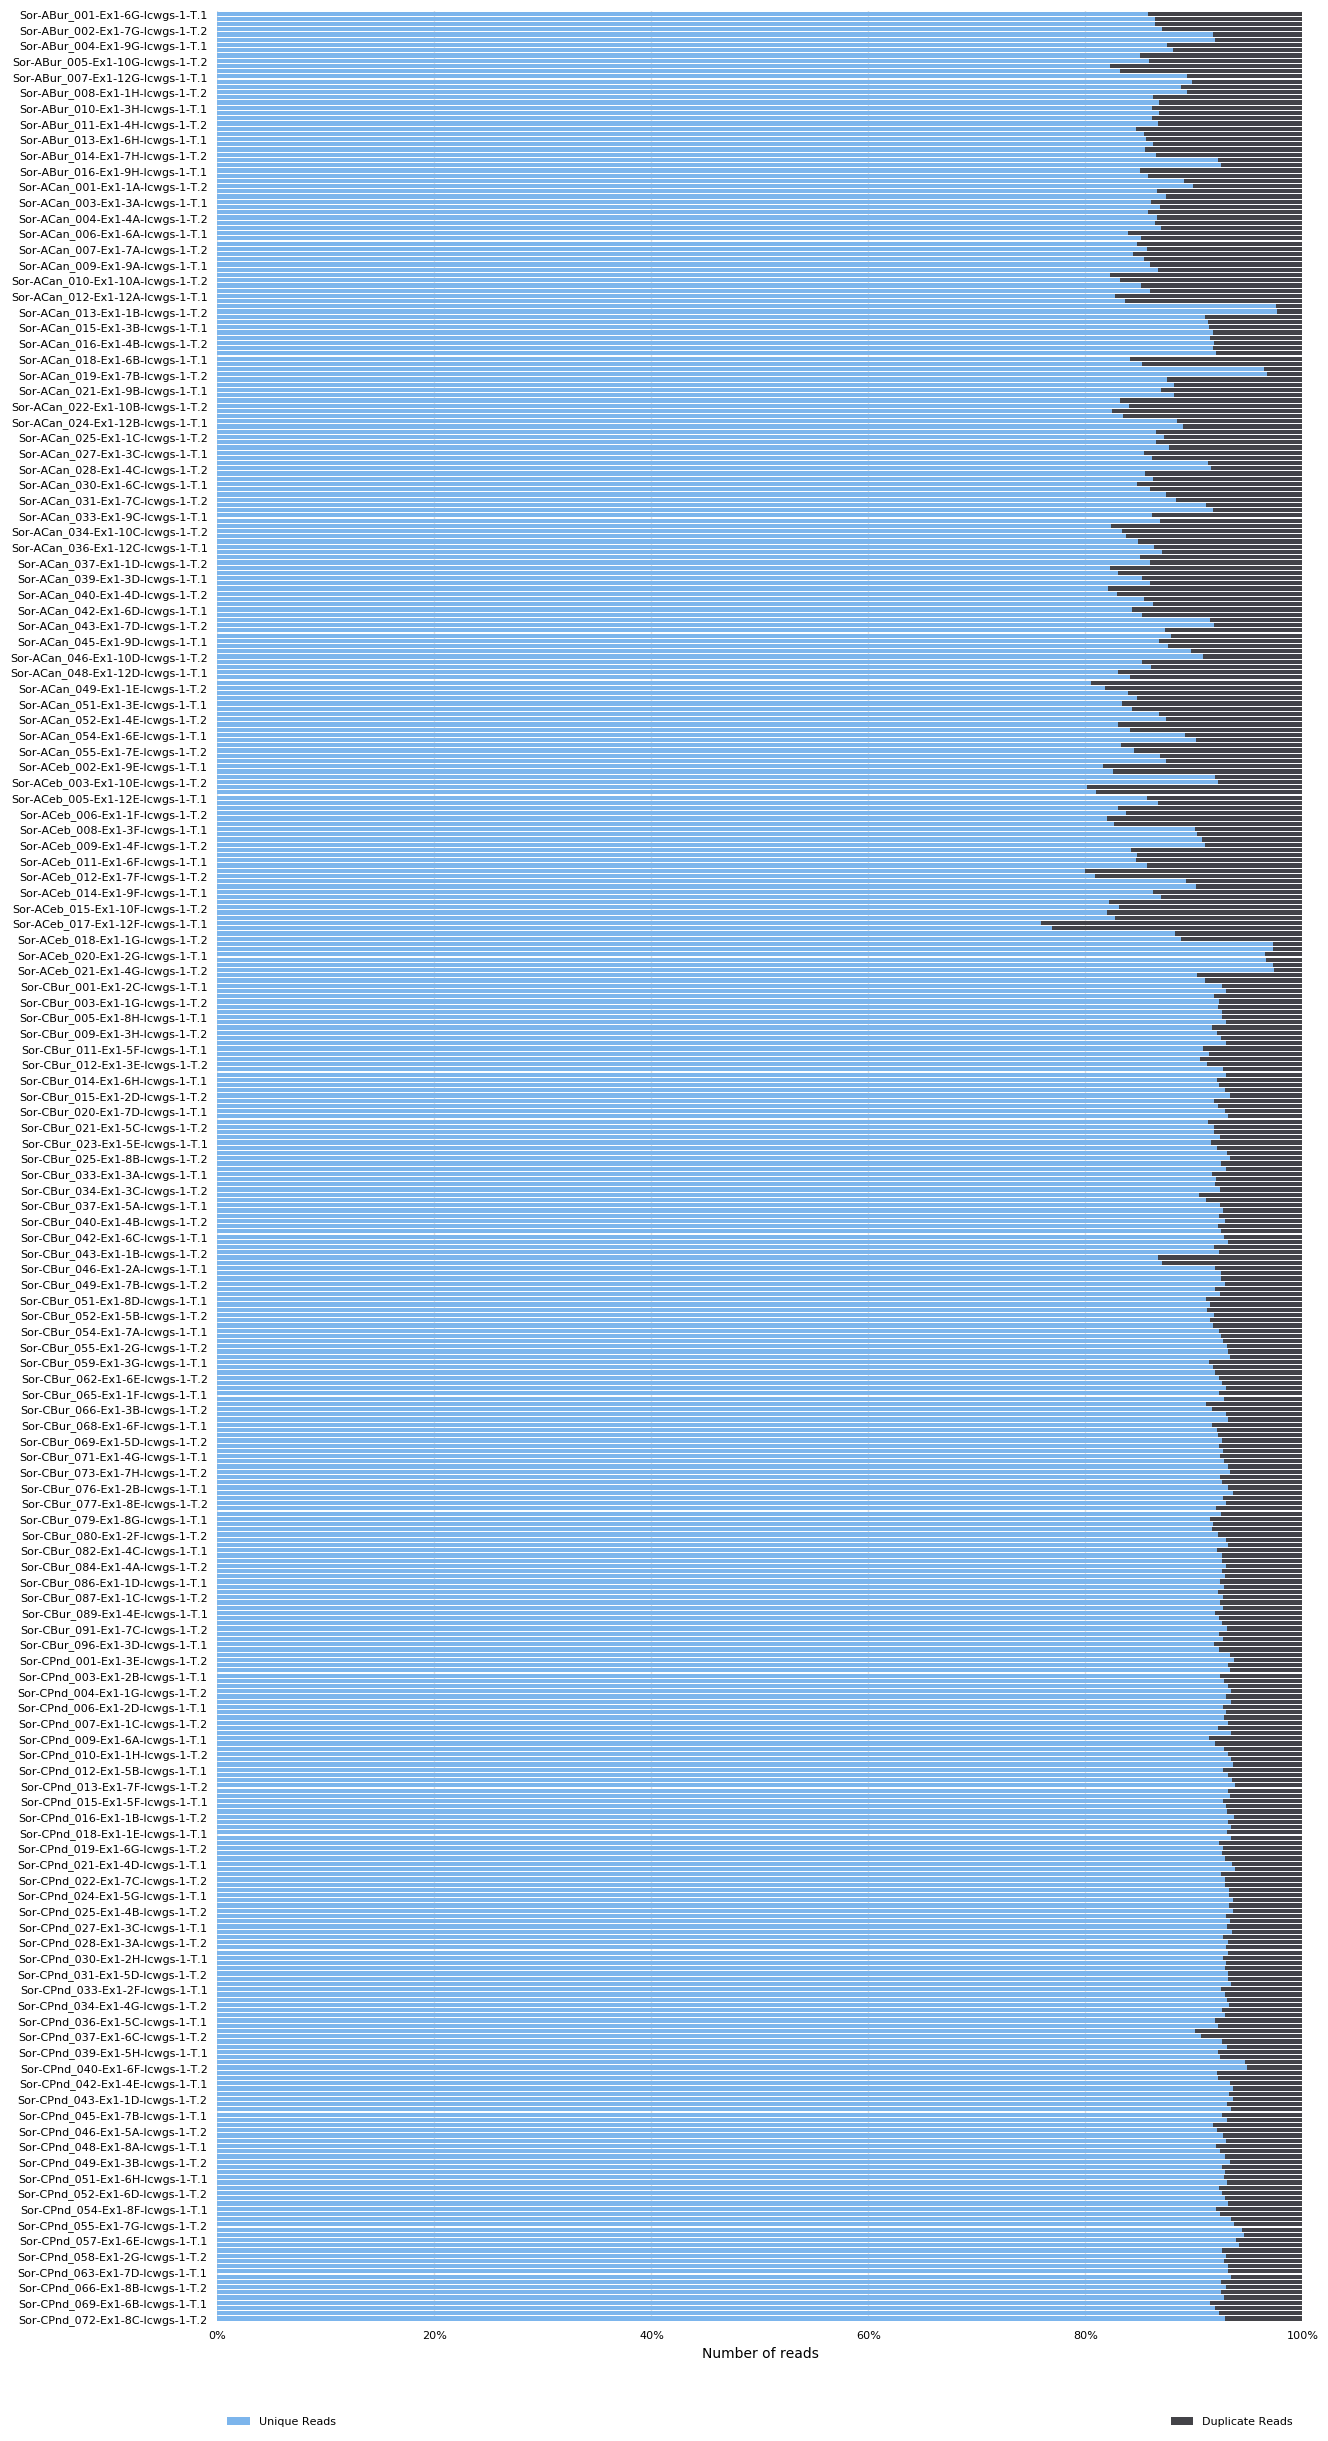 Sor-ABur_001-Ex1-6G-lcwgs-1-T.1
Sor-ABur_002-Ex1-7G-lcwgs-1-T.2
Sor-ABur_004-Ex1-9G-lcwgs-1-T.1
Sor-ABur_005-Ex1-10G-lcwgs-1-T.2
Sor-ABur_007-Ex1-12G-lcwgs-1-T.1
Sor-ABur_008-Ex1-1H-lcwgs-1-T.2
Sor-ABur_010-Ex1-3H-lcwgs-1-T.1
Sor-ABur_011-Ex1-4H-lcwgs-1-T.2
Sor-ABur_013-Ex1-6H-lcwgs-1-T.1
Sor-ABur_014-Ex1-7H-lcwgs-1-T.2
Sor-ABur_016-Ex1-9H-lcwgs-1-T.1
Sor-ACan_001-Ex1-1A-lcwgs-1-T.2
Sor-ACan_003-Ex1-3A-lcwgs-1-T.1
Sor-ACan_004-Ex1-4A-lcwgs-1-T.2
Sor-ACan_006-Ex1-6A-lcwgs-1-T.1
Sor-ACan_007-Ex1-7A-lcwgs-1-T.2
Sor-ACan_009-Ex1-9A-lcwgs-1-T.1
Sor-ACan_010-Ex1-10A-lcwgs-1-T.2
Sor-ACan_012-Ex1-12A-lcwgs-1-T.1
Sor-ACan_013-Ex1-1B-lcwgs-1-T.2
Sor-ACan_015-Ex1-3B-lcwgs-1-T.1
Sor-ACan_016-Ex1-4B-lcwgs-1-T.2
Sor-ACan_018-Ex1-6B-lcwgs-1-T.1
Sor-ACan_019-Ex1-7B-lcwgs-1-T.2
Sor-ACan_021-Ex1-9B-lcwgs-1-T.1
Sor-ACan_022-Ex1-10B-lcwgs-1-T.2
Sor-ACan_024-Ex1-12B-lcwgs-1-T.1
Sor-ACan_025-Ex1-1C-lcwgs-1-T.2
Sor-ACan_027-Ex1-3C-lcwgs-1-T.1
Sor-ACan_028-Ex1-4C-lcwgs-1-T.2
Sor-ACan_030-Ex1-6C-lcwgs-1-T.1
Sor-ACan_031-Ex1-7C-lcwgs-1-T.2
Sor-ACan_033-Ex1-9C-lcwgs-1-T.1
Sor-ACan_034-Ex1-10C-lcwgs-1-T.2
Sor-ACan_036-Ex1-12C-lcwgs-1-T.1
Sor-ACan_037-Ex1-1D-lcwgs-1-T.2
Sor-ACan_039-Ex1-3D-lcwgs-1-T.1
Sor-ACan_040-Ex1-4D-lcwgs-1-T.2
Sor-ACan_042-Ex1-6D-lcwgs-1-T.1
Sor-ACan_043-Ex1-7D-lcwgs-1-T.2
Sor-ACan_045-Ex1-9D-lcwgs-1-T.1
Sor-ACan_046-Ex1-10D-lcwgs-1-T.2
Sor-ACan_048-Ex1-12D-lcwgs-1-T.1
Sor-ACan_049-Ex1-1E-lcwgs-1-T.2
Sor-ACan_051-Ex1-3E-lcwgs-1-T.1
Sor-ACan_052-Ex1-4E-lcwgs-1-T.2
Sor-ACan_054-Ex1-6E-lcwgs-1-T.1
Sor-ACan_055-Ex1-7E-lcwgs-1-T.2
Sor-ACeb_002-Ex1-9E-lcwgs-1-T.1
Sor-ACeb_003-Ex1-10E-lcwgs-1-T.2
Sor-ACeb_005-Ex1-12E-lcwgs-1-T.1
Sor-ACeb_006-Ex1-1F-lcwgs-1-T.2
Sor-ACeb_008-Ex1-3F-lcwgs-1-T.1
Sor-ACeb_009-Ex1-4F-lcwgs-1-T.2
Sor-ACeb_011-Ex1-6F-lcwgs-1-T.1
Sor-ACeb_012-Ex1-7F-lcwgs-1-T.2
Sor-ACeb_014-Ex1-9F-lcwgs-1-T.1
Sor-ACeb_015-Ex1-10F-lcwgs-1-T.2
Sor-ACeb_017-Ex1-12F-lcwgs-1-T.1
Sor-ACeb_018-Ex1-1G-lcwgs-1-T.2
Sor-ACeb_020-Ex1-2G-lcwgs-1-T.1
Sor-ACeb_021-Ex1-4G-lcwgs-1-T.2
Sor-CBur_001-Ex1-2C-lcwgs-1-T.1
Sor-CBur_003-Ex1-1G-lcwgs-1-T.2
Sor-CBur_005-Ex1-8H-lcwgs-1-T.1
Sor-CBur_009-Ex1-3H-lcwgs-1-T.2
Sor-CBur_011-Ex1-5F-lcwgs-1-T.1
Sor-CBur_012-Ex1-3E-lcwgs-1-T.2
Sor-CBur_014-Ex1-6H-lcwgs-1-T.1
Sor-CBur_015-Ex1-2D-lcwgs-1-T.2
Sor-CBur_020-Ex1-7D-lcwgs-1-T.1
Sor-CBur_021-Ex1-5C-lcwgs-1-T.2
Sor-CBur_023-Ex1-5E-lcwgs-1-T.1
Sor-CBur_025-Ex1-8B-lcwgs-1-T.2
Sor-CBur_033-Ex1-3A-lcwgs-1-T.1
Sor-CBur_034-Ex1-3C-lcwgs-1-T.2
Sor-CBur_037-Ex1-5A-lcwgs-1-T.1
Sor-CBur_040-Ex1-4B-lcwgs-1-T.2
Sor-CBur_042-Ex1-6C-lcwgs-1-T.1
Sor-CBur_043-Ex1-1B-lcwgs-1-T.2
Sor-CBur_046-Ex1-2A-lcwgs-1-T.1
Sor-CBur_049-Ex1-7B-lcwgs-1-T.2
Sor-CBur_051-Ex1-8D-lcwgs-1-T.1
Sor-CBur_052-Ex1-5B-lcwgs-1-T.2
Sor-CBur_054-Ex1-7A-lcwgs-1-T.1
Sor-CBur_055-Ex1-2G-lcwgs-1-T.2
Sor-CBur_059-Ex1-3G-lcwgs-1-T.1
Sor-CBur_062-Ex1-6E-lcwgs-1-T.2
Sor-CBur_065-Ex1-1F-lcwgs-1-T.1
Sor-CBur_066-Ex1-3B-lcwgs-1-T.2
Sor-CBur_068-Ex1-6F-lcwgs-1-T.1
Sor-CBur_069-Ex1-5D-lcwgs-1-T.2
Sor-CBur_071-Ex1-4G-lcwgs-1-T.1
Sor-CBur_073-Ex1-7H-lcwgs-1-T.2
Sor-CBur_076-Ex1-2B-lcwgs-1-T.1
Sor-CBur_077-Ex1-8E-lcwgs-1-T.2
Sor-CBur_079-Ex1-8G-lcwgs-1-T.1
Sor-CBur_080-Ex1-2F-lcwgs-1-T.2
Sor-CBur_082-Ex1-4C-lcwgs-1-T.1
Sor-CBur_084-Ex1-4A-lcwgs-1-T.2
Sor-CBur_086-Ex1-1D-lcwgs-1-T.1
Sor-CBur_087-Ex1-1C-lcwgs-1-T.2
Sor-CBur_089-Ex1-4E-lcwgs-1-T.1
Sor-CBur_091-Ex1-7C-lcwgs-1-T.2
Sor-CBur_096-Ex1-3D-lcwgs-1-T.1
Sor-CPnd_001-Ex1-3E-lcwgs-1-T.2
Sor-CPnd_003-Ex1-2B-lcwgs-1-T.1
Sor-CPnd_004-Ex1-1G-lcwgs-1-T.2
Sor-CPnd_006-Ex1-2D-lcwgs-1-T.1
Sor-CPnd_007-Ex1-1C-lcwgs-1-T.2
Sor-CPnd_009-Ex1-6A-lcwgs-1-T.1
Sor-CPnd_010-Ex1-1H-lcwgs-1-T.2
Sor-CPnd_012-Ex1-5B-lcwgs-1-T.1
Sor-CPnd_013-Ex1-7F-lcwgs-1-T.2
Sor-CPnd_015-Ex1-5F-lcwgs-1-T.1
Sor-CPnd_016-Ex1-1B-lcwgs-1-T.2
Sor-CPnd_018-Ex1-1E-lcwgs-1-T.1
Sor-CPnd_019-Ex1-6G-lcwgs-1-T.2
Sor-CPnd_021-Ex1-4D-lcwgs-1-T.1
Sor-CPnd_022-Ex1-7C-lcwgs-1-T.2
Sor-CPnd_024-Ex1-5G-lcwgs-1-T.1
Sor-CPnd_025-Ex1-4B-lcwgs-1-T.2
Sor-CPnd_027-Ex1-3C-lcwgs-1-T.1
Sor-CPnd_028-Ex1-3A-lcwgs-1-T.2
Sor-CPnd_030-Ex1-2H-lcwgs-1-T.1
Sor-CPnd_031-Ex1-5D-lcwgs-1-T.2
Sor-CPnd_033-Ex1-2F-lcwgs-1-T.1
Sor-CPnd_034-Ex1-4G-lcwgs-1-T.2
Sor-CPnd_036-Ex1-5C-lcwgs-1-T.1
Sor-CPnd_037-Ex1-6C-lcwgs-1-T.2
Sor-CPnd_039-Ex1-5H-lcwgs-1-T.1
Sor-CPnd_040-Ex1-6F-lcwgs-1-T.2
Sor-CPnd_042-Ex1-4E-lcwgs-1-T.1
Sor-CPnd_043-Ex1-1D-lcwgs-1-T.2
Sor-CPnd_045-Ex1-7B-lcwgs-1-T.1
Sor-CPnd_046-Ex1-5A-lcwgs-1-T.2
Sor-CPnd_048-Ex1-8A-lcwgs-1-T.1
Sor-CPnd_049-Ex1-3B-lcwgs-1-T.2
Sor-CPnd_051-Ex1-6H-lcwgs-1-T.1
Sor-CPnd_052-Ex1-6D-lcwgs-1-T.2
Sor-CPnd_054-Ex1-8F-lcwgs-1-T.1
Sor-CPnd_055-Ex1-7G-lcwgs-1-T.2
Sor-CPnd_057-Ex1-6E-lcwgs-1-T.1
Sor-CPnd_058-Ex1-2G-lcwgs-1-T.2
Sor-CPnd_063-Ex1-7D-lcwgs-1-T.1
Sor-CPnd_066-Ex1-8B-lcwgs-1-T.2
Sor-CPnd_069-Ex1-6B-lcwgs-1-T.1
Sor-CPnd_072-Ex1-8C-lcwgs-1-T.2
0% 20% 40% 60% 80% 100%
Number of reads
Unique Reads Duplicate Reads